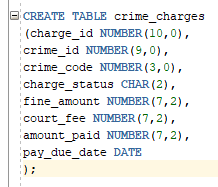 CREATE TABLE crime_charges
(charge_id NUMBER(10,0),
crime_id NUMBER(9,0),
crime_code NUMBER(3,0),
charge_status CHAR(2),
fine_amount NUMBER(7,2),
court_fee NUMBER(7,2),
amount_paid NUMBER(7,2),
pay_due_date DATE
);